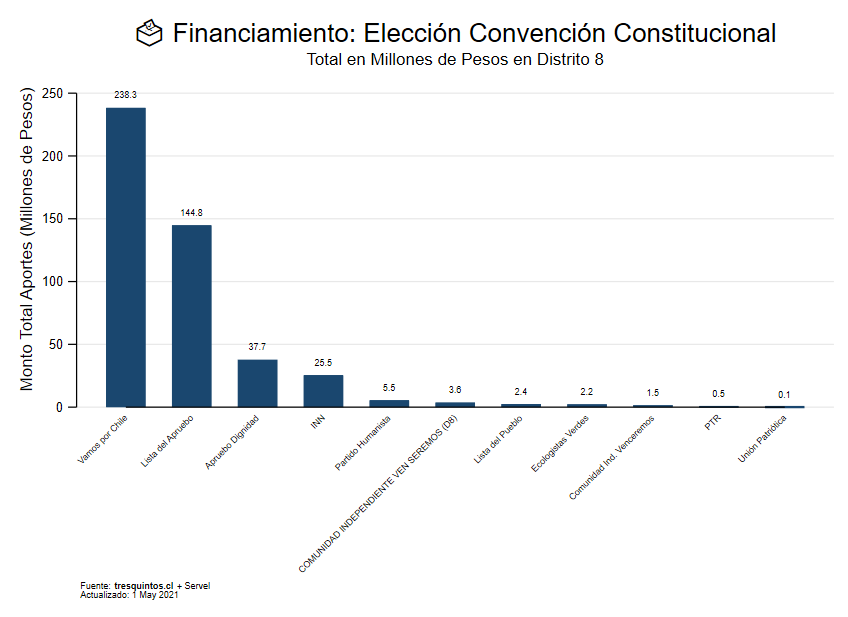 Financiamiento: Elección Convención Constitucional
Total en Millones de Pesos en Distrito 8
Monto Total Aportes (Millones de Pesos)
250
200
150
100
50
0
238.3
144.8
37.7
25.5
5.5
3.6
2.4
2.2
1.5
0.5
0.1
Vamos por Chile
Lista del Apruebo
Apruebo Dignidad
INN
Partido Humanista
COMUNIDAD INDEPENDIENTE VEN SEREMOS (D8)
Lista del Pueblo
Ecologistas Verdes
Comunidad Ind. Venceremos
PTR
Unión Patriótica
Fuente: tresquintos.cl + Servel
Actualizado: 1 May 2021